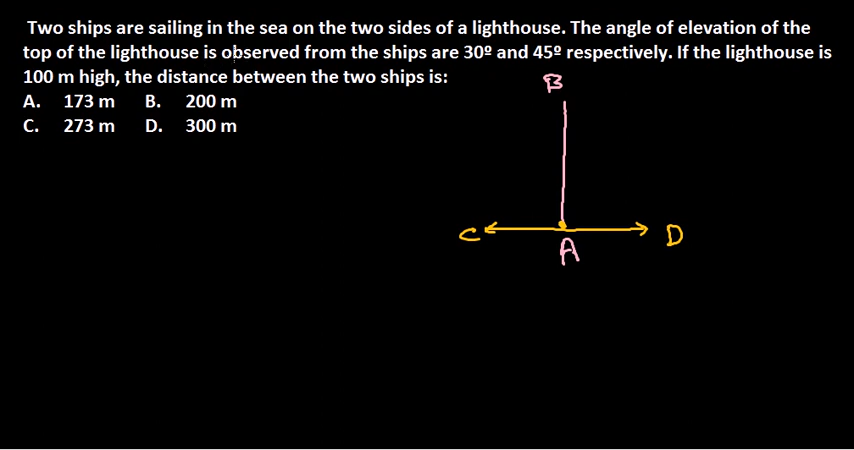 Two ships are sailing in the sea on the two sides of a lighthouse. The angle of elevation of the
top of the lighthouse is observed from the ships are 30º and 45º respectively. If the lighthouse is
100 m high, the distance between the two ships is:
A. 173 m B. 200 m
C. 273 m D. 300 m
B
C D
A